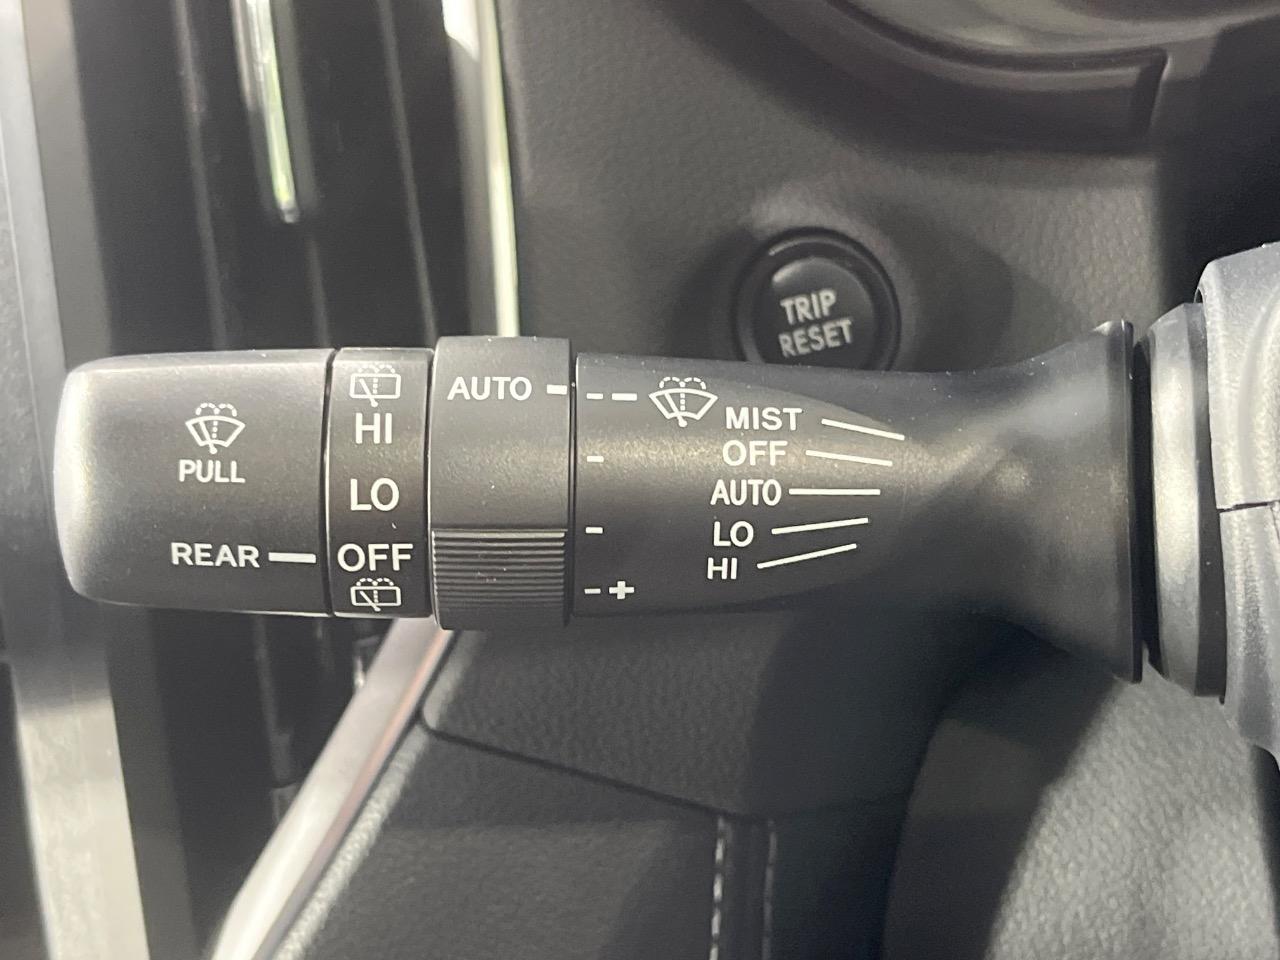 TRIP
RESET
PULL
REAR
HI
LO
OFF
AUTO
- --
-
-
- +
MIST
OFF
AUTO
LO
HI